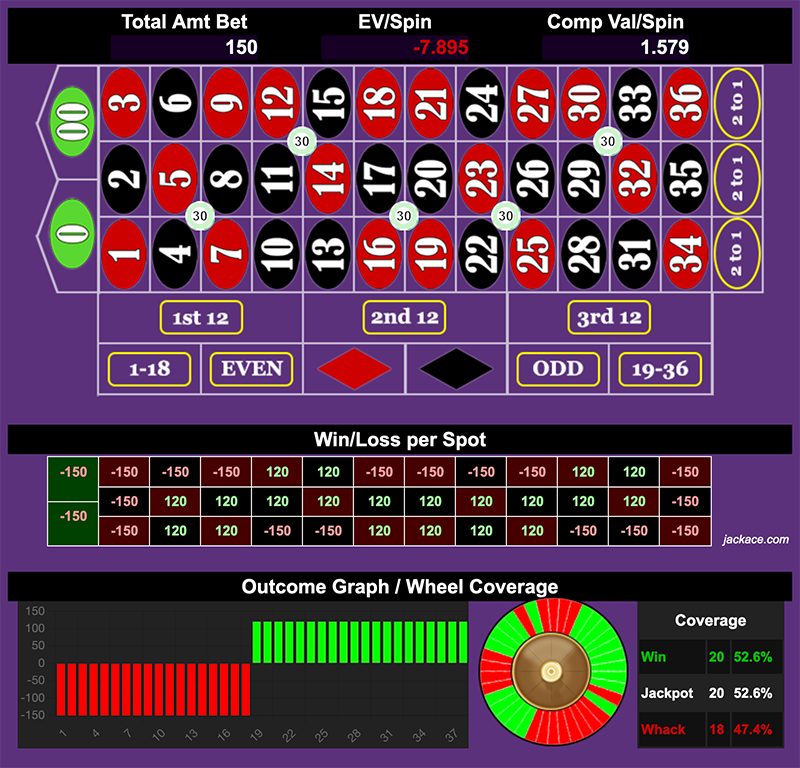 Total Amt Bet EV/Spin Comp Val/Spin
150 -7.895 1.579
00 3 6 9 12 15 18 21 24 27 30 33 36 2 to 1
30 30
2 5 8 11 14 17 20 23 26 29 32 35 2 to 1
30 30 30
0 1 4 7 10 13 16 19 22 25 28 31 34 2 to 1
1st 12 2nd 12 3rd 12
1-18 EVEN ODD 19-36
Win/Loss per Spot
-150 -150 -150 -150 120 120 -150 -150 -150 -150 120 120 -150
-150 120 120 120 120 120 120 120 120 120 120 -150
-150 -150 120 120 -150 -150 120 120 120 120 -150 -150 -150
jackace.com
Outcome Graph / Wheel Coverage
150
100
50
0
-50
-100
-150
1 4 7 10 13 16 19 22 25 28 31 34 37
Coverage
Win 20 52.6%
Jackpot 20 52.6%
Whack 18 47.4%